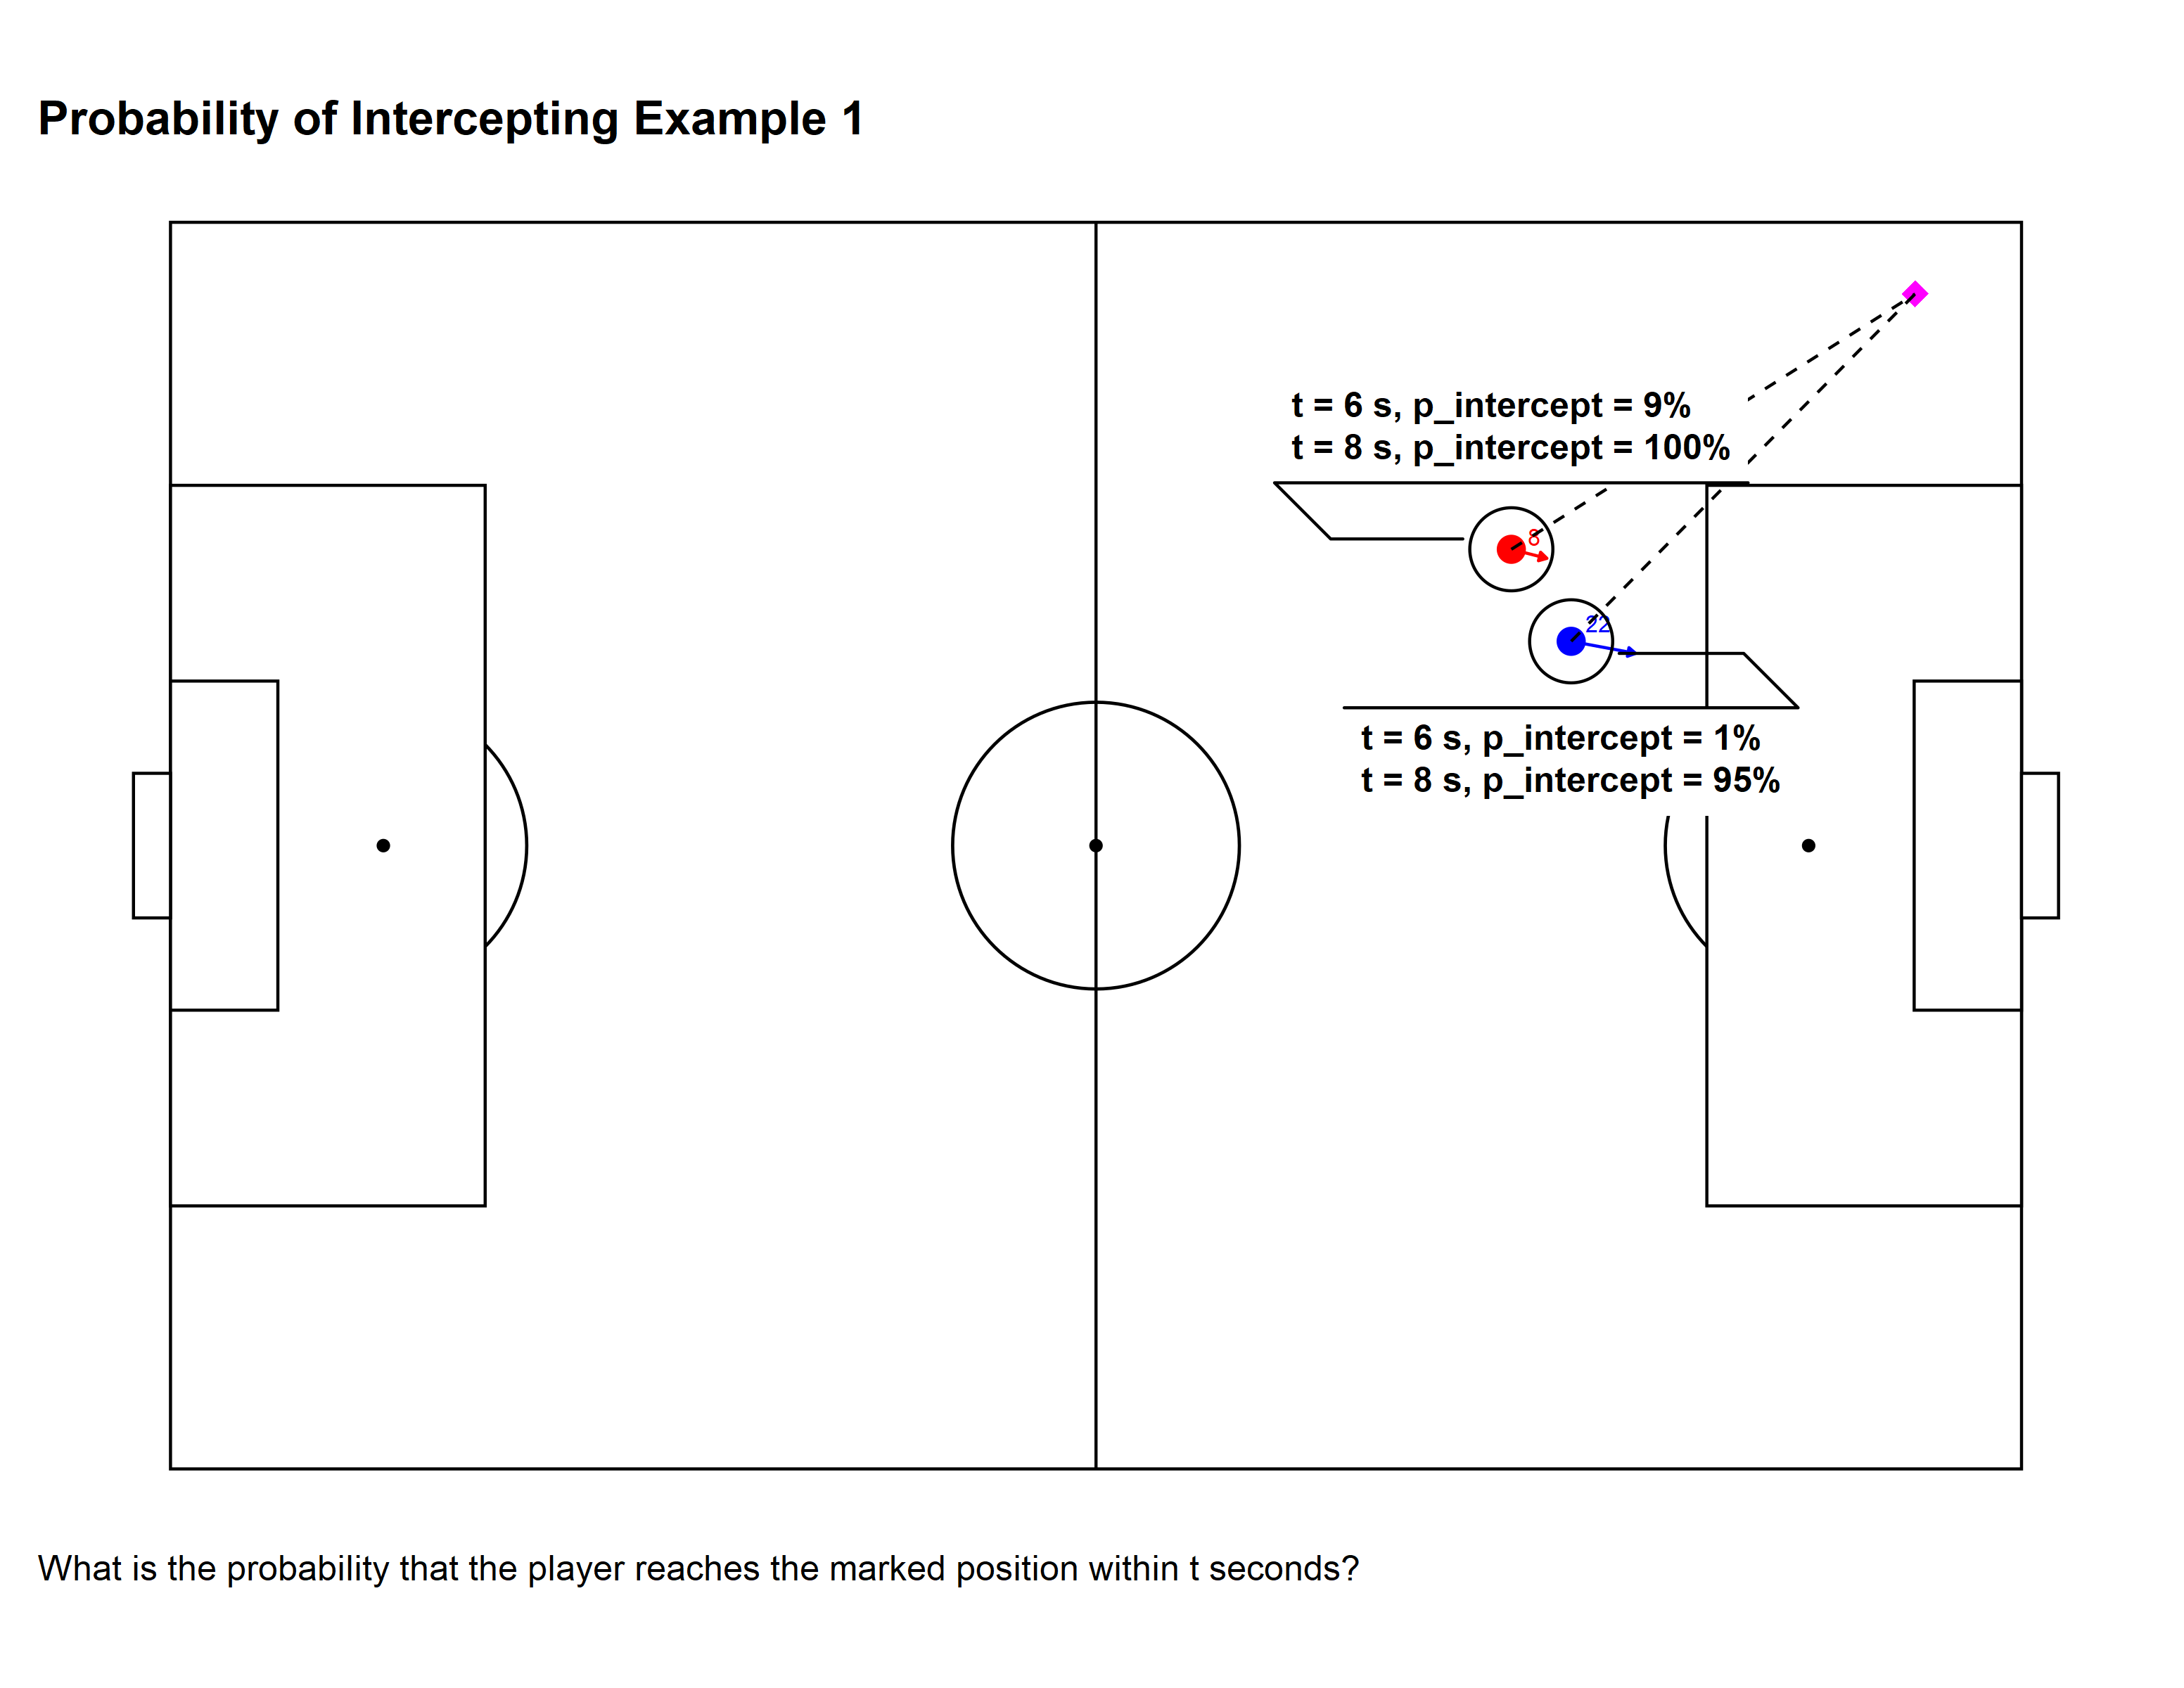 Probability of Intercepting Example 1
t = 6 s, p_intercept = 9%
t = 8 s, p_intercept = 100%
8
22
t = 6 s, p_intercept = 1%
t = 8 s, p_intercept = 95%
What is the probability that the player reaches the marked position within t seconds?